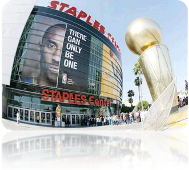 STAPLES
THERE
CAN ONLY
BE ONE
STAPLES Center